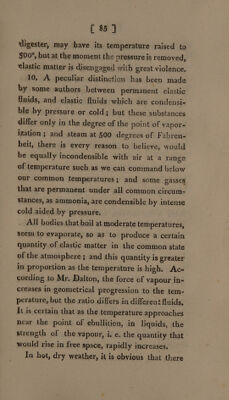 [ 85 ]
digester, may have its temperature raised to
500°, but at the moment the pressure is removed,
elastic matter is disengaged with great violence.
10. A peculiar distinction has been made
by some authors between permanent elastic
fluids, and elastic fluids which are condensi-
ble by pressure or cold; but these substances
differ only in the degree of the point of vapor-
ization; and steam at 500 degrees of Fahren-
heit, there is every reason to believe, would
be equally incondensible with air at a range
of temperature such as we can command below
our common temperatures; and some gasses
that are permanent under all common circum-
stances, as ammonia, are condensible by intense
cold aided by pressure.
All bodies that boil at moderate temperatures,
seem to evaporate, so as to produce a certain
quantity of elastic matter in the common state
of the atmosphere; and this quantity is greater
in proportion as the temperature is high. Ac-
cording to Mr. Dalton, the force of vapour in-
creases in geometrical progression to the tem-
perature, but the ratio differs in different fluids.
It is certain that as the temperature approaches
near the point of ebullition, in liquids, the
strength of the vapour, i. e. the quantity that
would rise in free space, rapidly increases.
In hot, dry weather, it is obvious that there